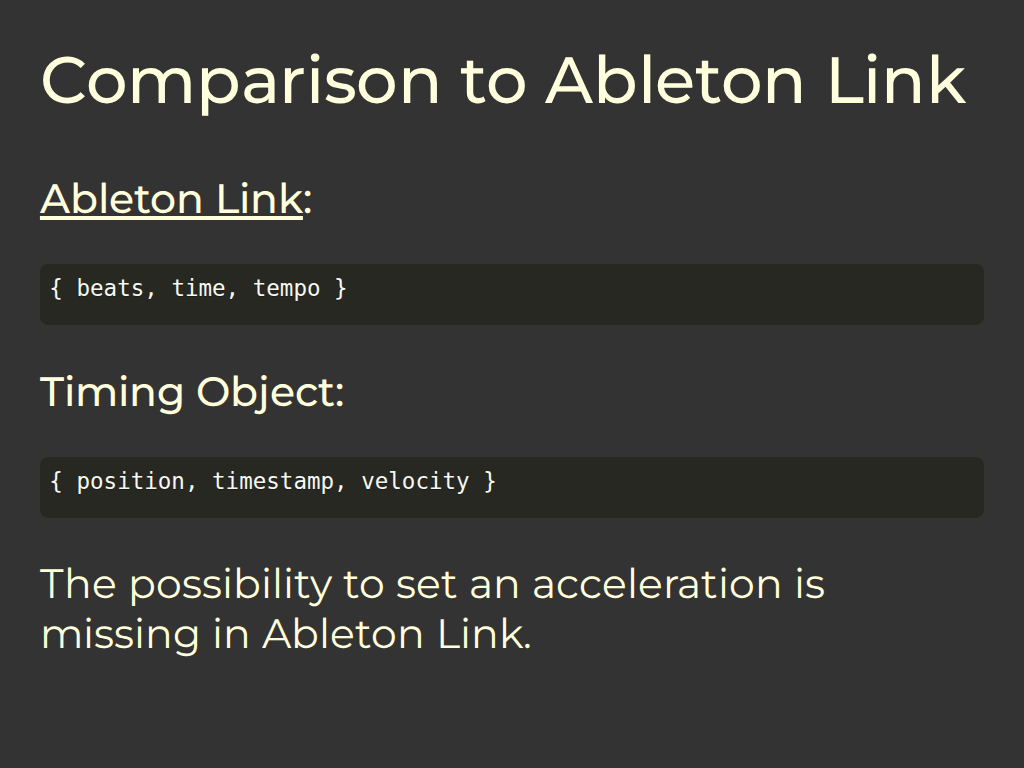 Comparison to Ableton Link
Ableton Link:
{ beats, time, tempo }
Timing Object:
{ position, timestamp, velocity }
The possibility to set an acceleration is
missing in Ableton Link.